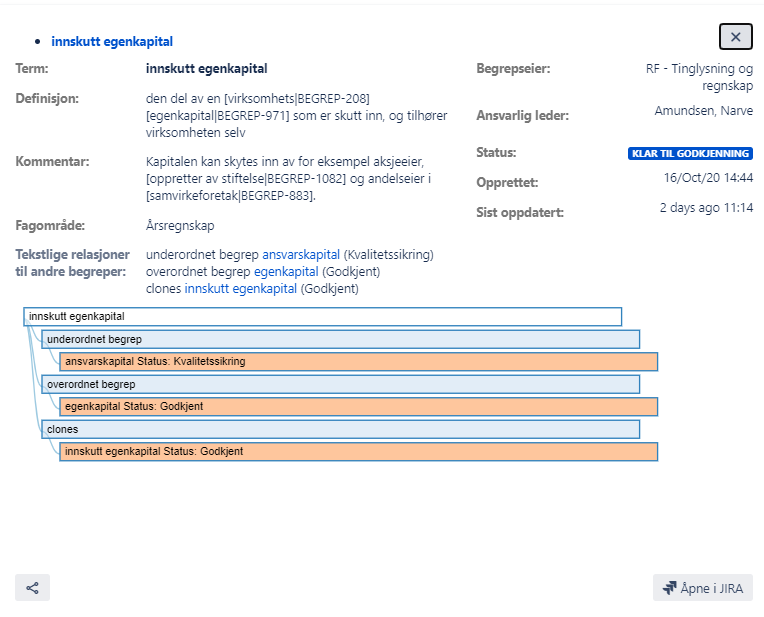 innskutt egenkapital
Term: innskutt egenkapital
Definisjon: den del av en [virksomhets|BEGREP-208]
[egenkapital|BEGREP-971] som er skutt inn, og tilhører
virksomheten selv
Kommentar: Kapitalen kan skytes inn av for eksempel aksjeeier,
[oppretter av stiftelse|BEGREP-1082] og andelseier i
[samvirkeforetak|BEGREP-883].
Fagområde: Årsregnskap
Tekstlige relasjoner
til andre begreper:
underordnet begrep ansvarskapital (Kvalitetssikring)
overordnet begrep egenkapital (Godkjent)
clones innskutt egenkapital (Godkjent)
Begrepseier: RF - Tinglysning og
regnskap
Ansvarlig leder: Amundsen, Narve
Status: KLAR TIL GODKJENNING
Opprettet: 16/Oct/20 14:44
Sist oppdatert: 2 days ago 11:14
innskutt egenkapital
underordnet begrep
ansvarskapital Status: Kvalitetssikring
overordnet begrep
egenkapital Status: Godkjent
clones
innskutt egenkapital Status: Godkjent
Åpne i JIRA